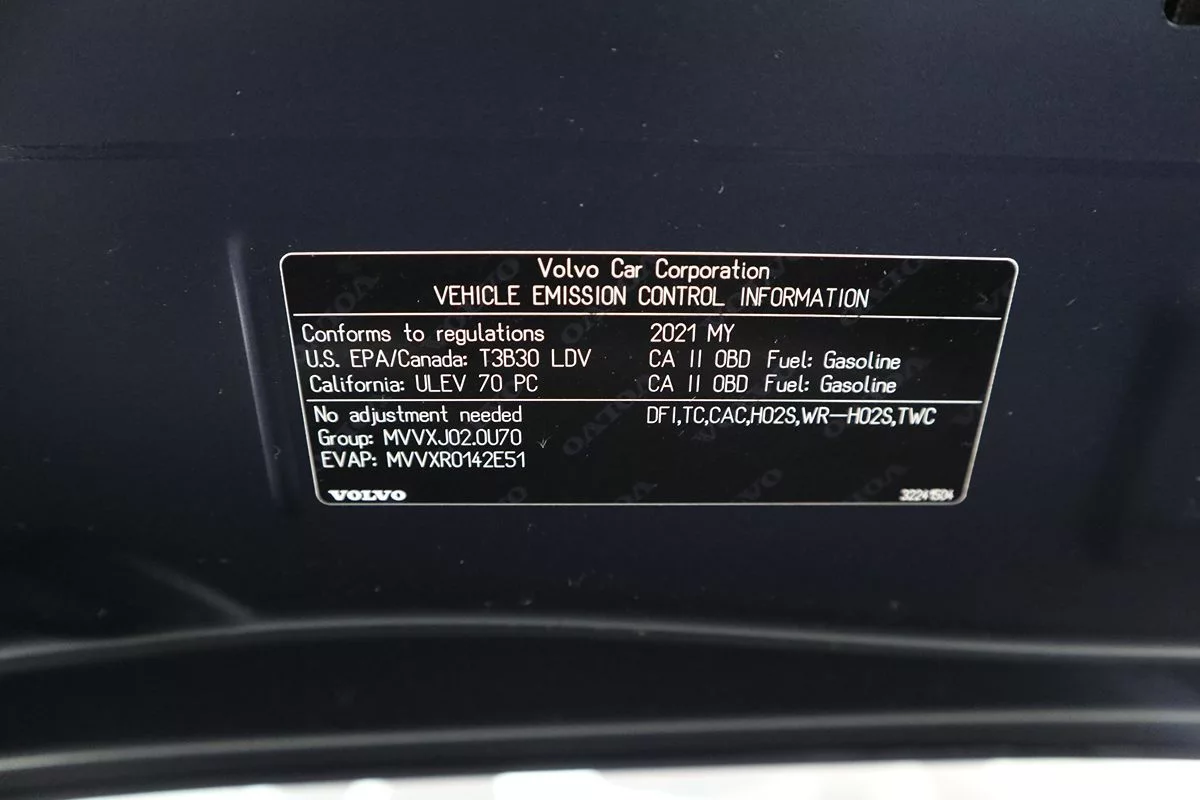 Volvo Car Corporation
VEHICLE EMISSION CONTROL INFORMATION
Conforms to regulations 2021 MY
U.S. EPA/Canada: T3B30 LDV CA II OBD Fuel: Gasoline
California: ULEV 70 PC CA II OBD Fuel: Gasoline
No adjustment needed DFI,TC,CAC,HO2S,WR-HO2S,TWC
Group: MVVXJ02.0U70
EVAP: MVVXR0142E51
VOLVO 32241504